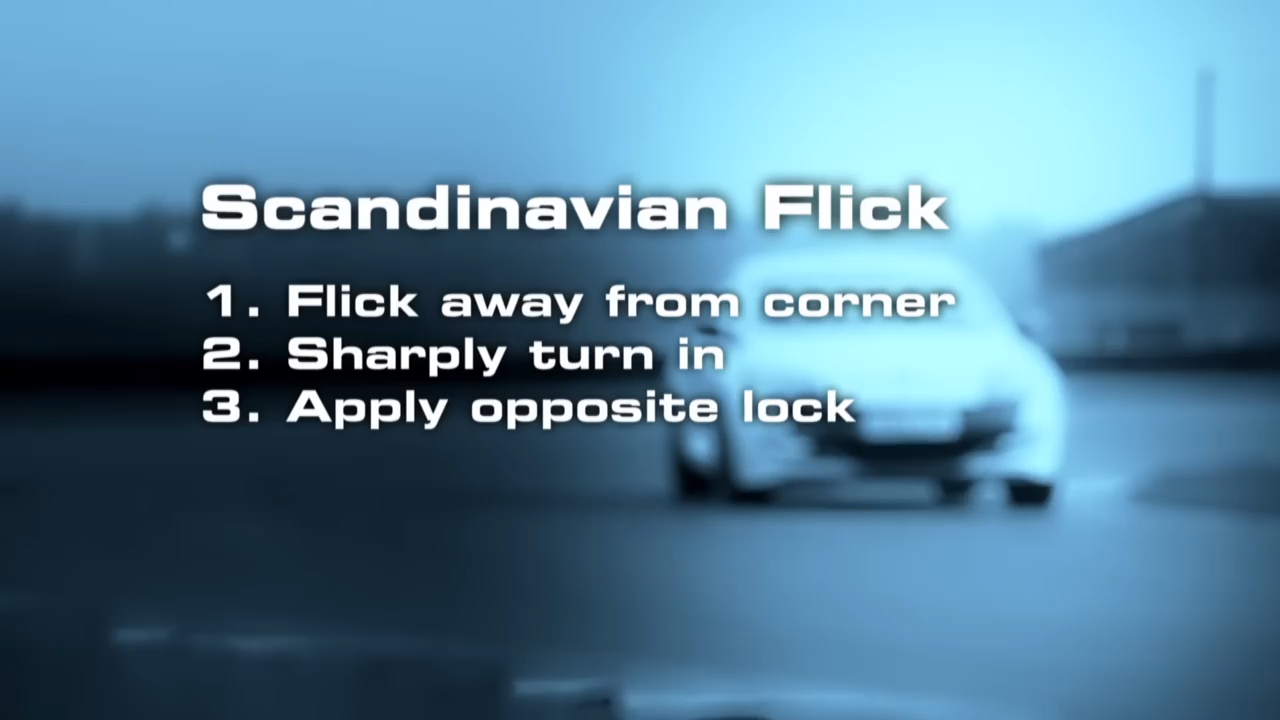 Scandinavian Flick
1. Flick away from corner
2. Sharply turn in
3. Apply opposite lock